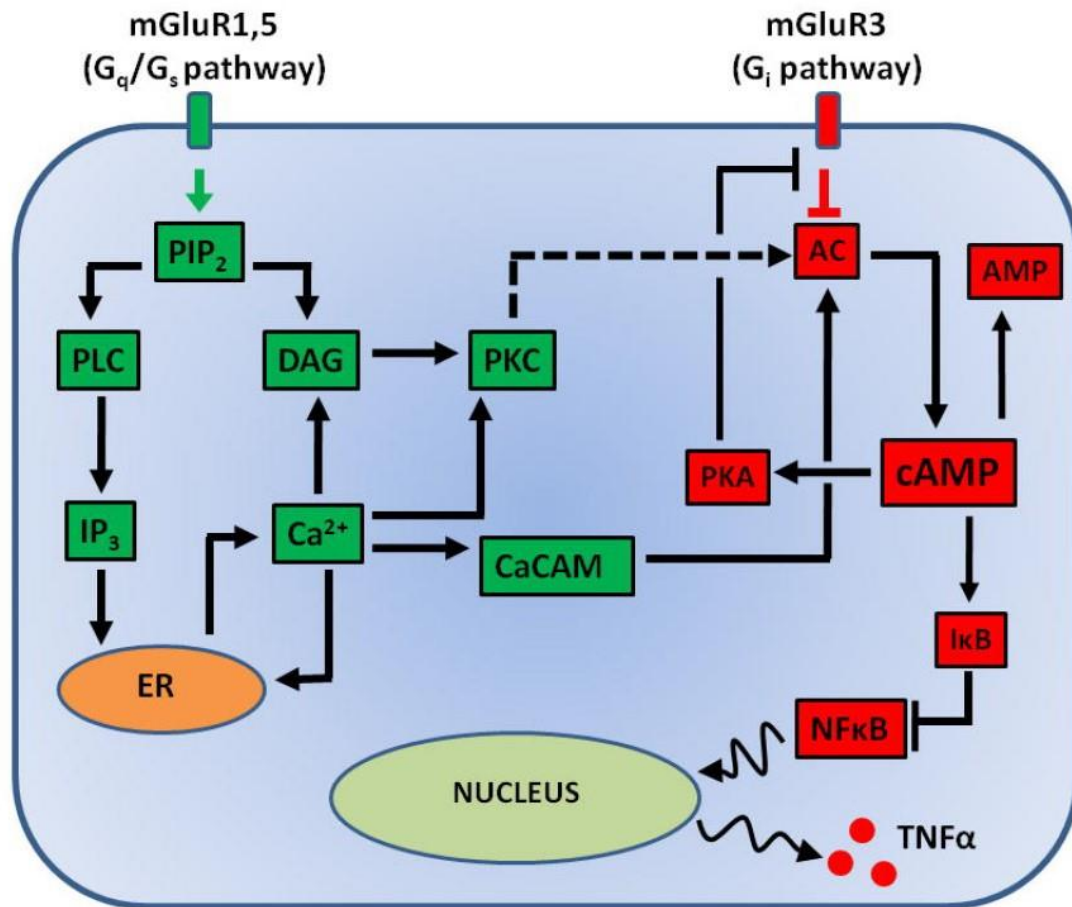 mGluR1,5
(Gq/Gs pathway)
mGluR3
(Gi pathway)
PIP2
AC
AMP
PLC
DAG
PKC
PKA
cAMP
IP3
Ca2+
CaCAM
IκB
ER
NFκB
NUCLEUS
TNFα